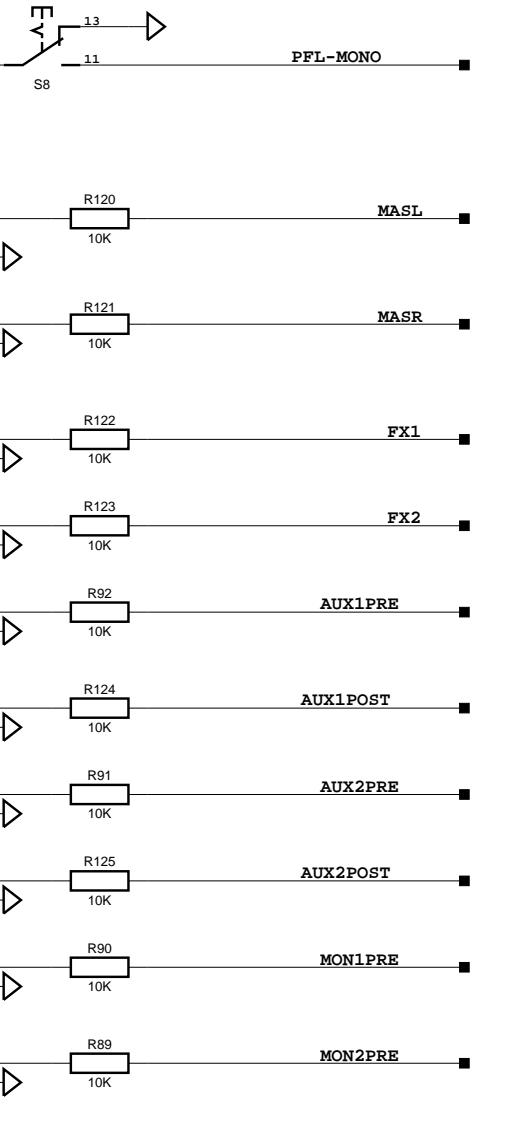 13
11
PFL-MONO
S8
R120
MASL
10K
R121
MASR
10K
R122
FX1
10K
R123
FX2
10K
R92
AUX1PRE
10K
R124
AUX1POST
10K
R91
AUX2PRE
10K
R125
AUX2POST
10K
R90
MON1PRE
10K
R89
MON2PRE
10K